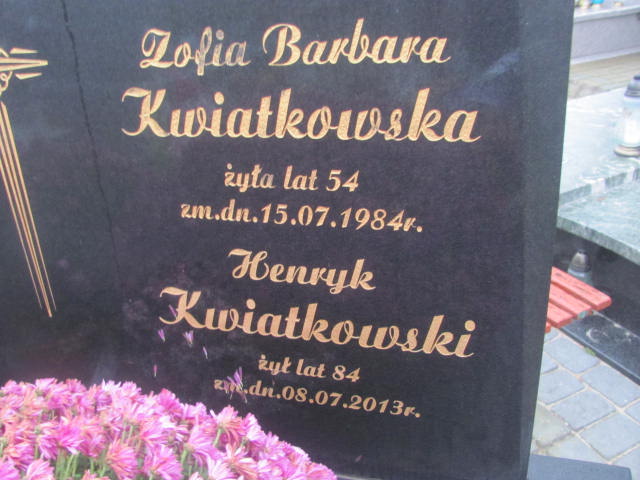 Zofia Barbara
Kwiatkowska
żyła lat 54
zm.dn.15.07.1984r.
Henryk
Kwiatkowski
żył lat 84
zm.dn.08.07.2013r.